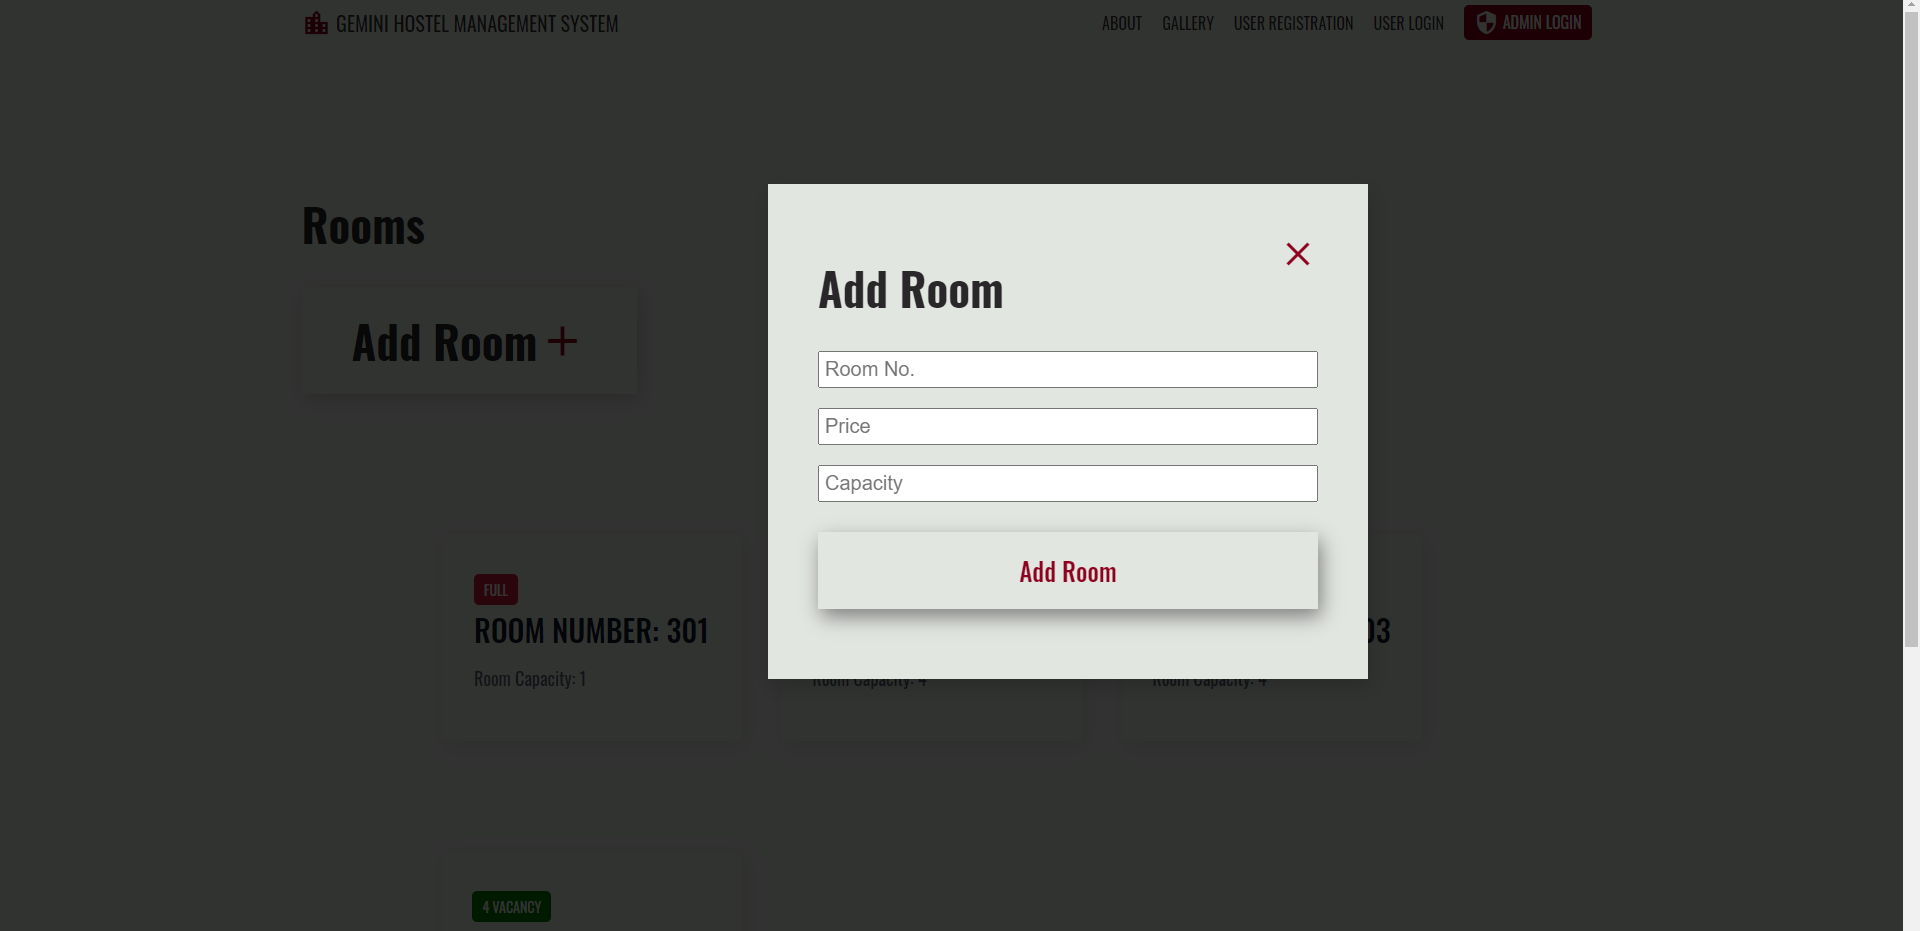 GEMINI HOSTEL MANAGEMENT SYSTEM
ABOUT
GALLERY
USER REGISTRATION
USER LOGIN
ADMIN LOGIN
Rooms
Add Room
Add Room
Room No.
Price
Capacity
Add Room
FULL
ROOM NUMBER: 301
03
Room Capacity: 1
Room Capacity: 4
Room Capacity: 4
4 VACANCY